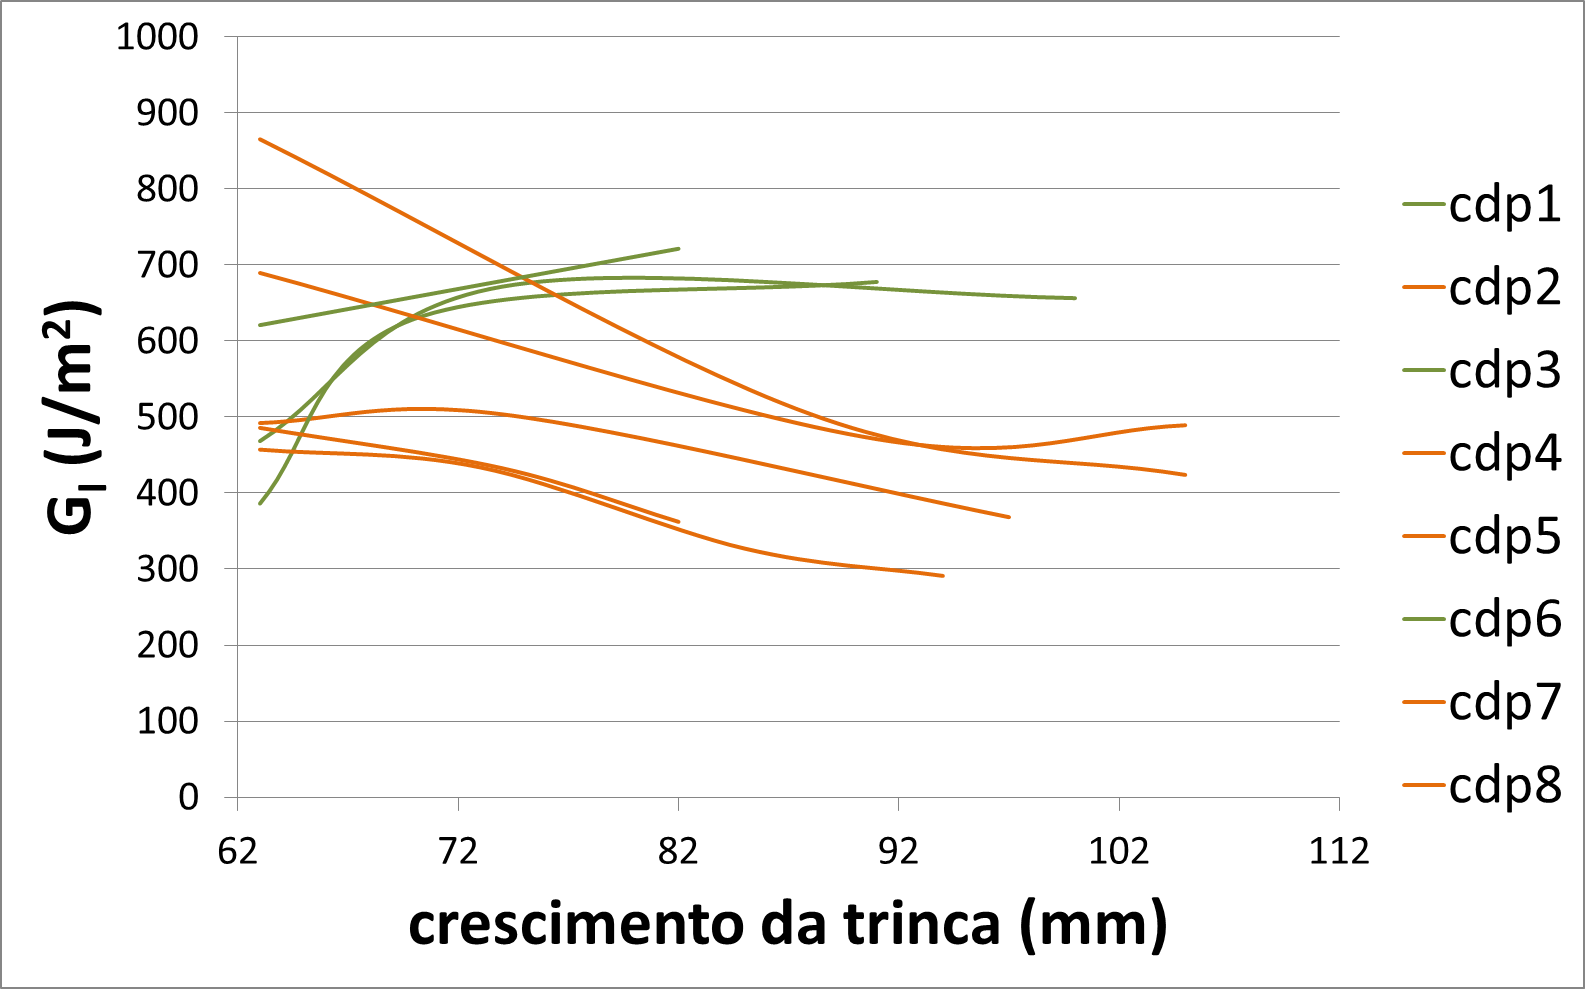 1000
900
800
700
600
500
400
300
200
100
0
G_I (J/m²)
62 72 82 92 102 112
crescimento da trinca (mm)
cdp1
cdp2
cdp3
cdp4
cdp5
cdp6
cdp7
cdp8